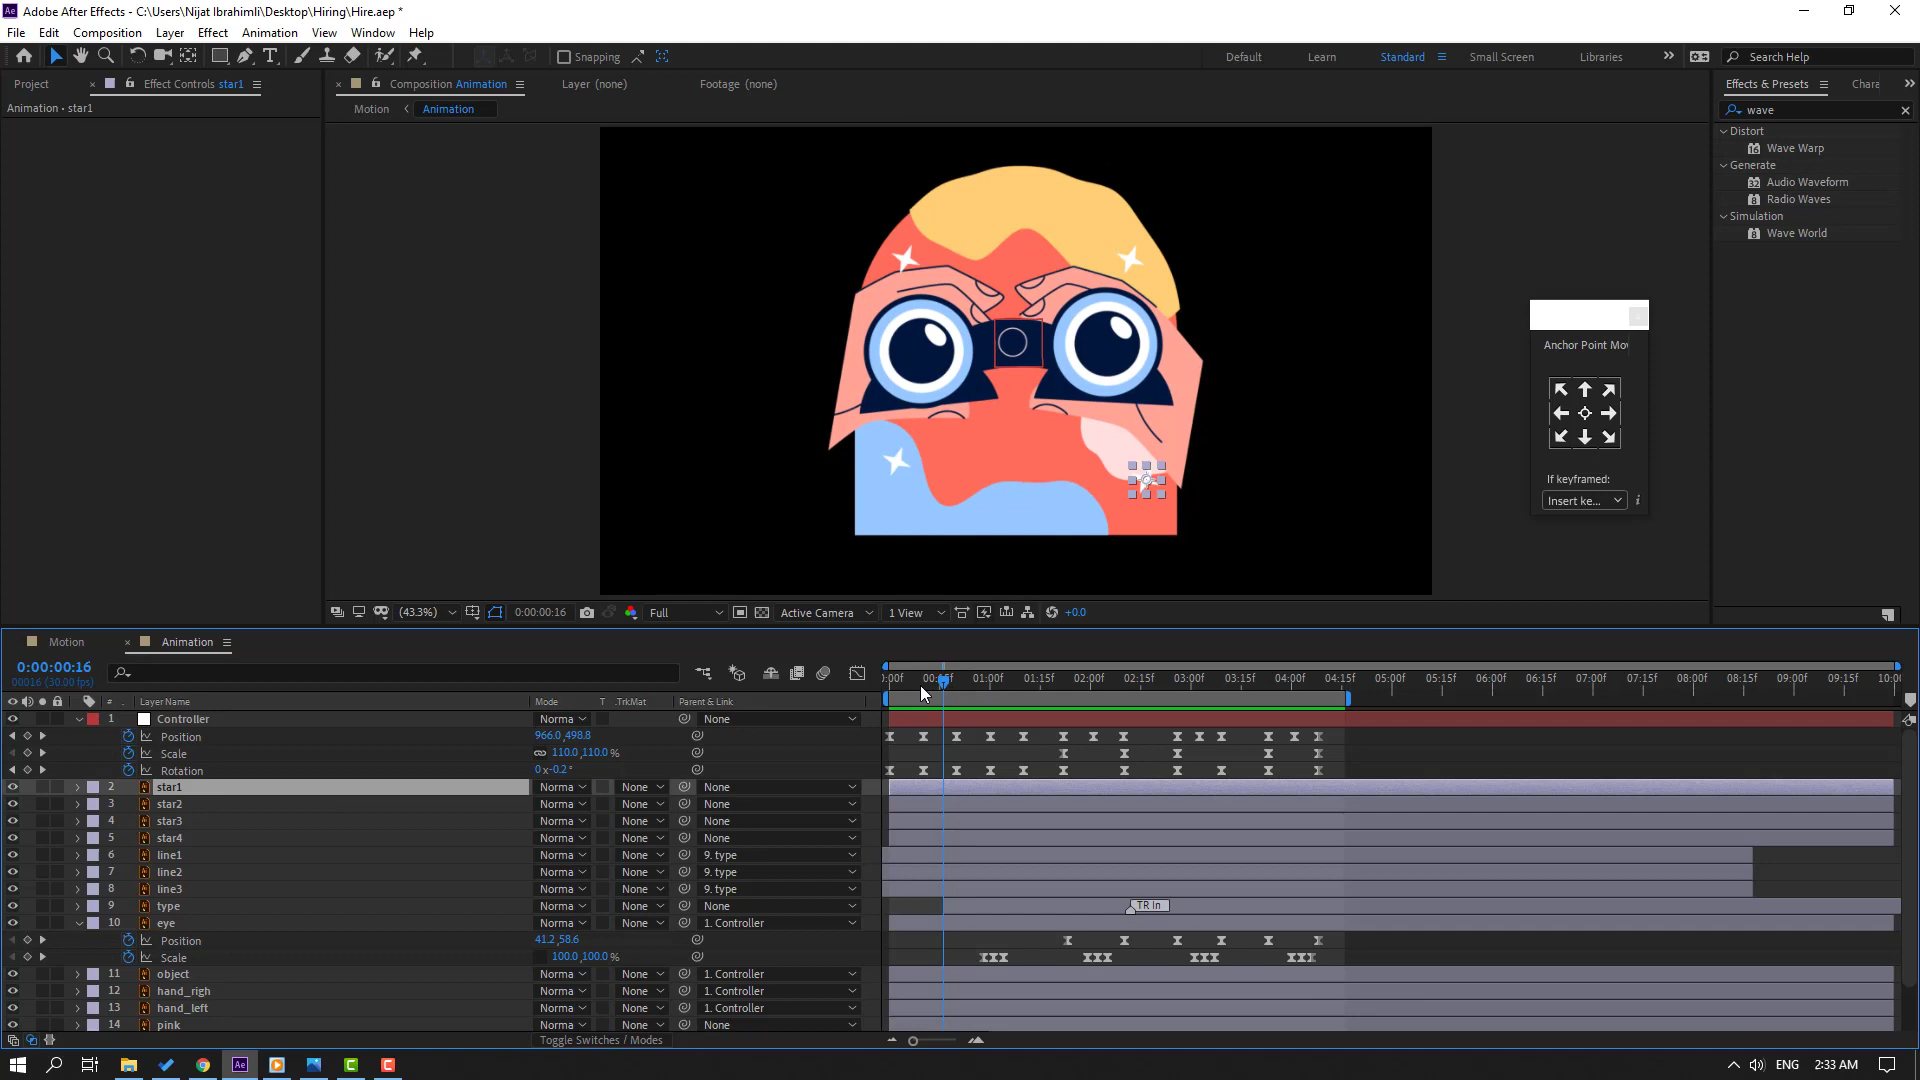 Adobe After Effects - C:\Users\Nijat Ibrahimli\Desktop\Hiring\Hire.aep *
File Edit Composition Layer Effect Animation View Window Help
Snapping
Default Learn Standard Small Screen Libraries Search Help
Project Effect Controls star1
Composition Animation Layer (none) Footage (none)
Effects & Presets Chara
Animation • star1
Motion Animation
wave
Distort
Wave Warp
Generate
Audio Waveform
Radio Waves
Simulation
Wave World
Anchor Point Mov
If keyframed:
Insert ke...
(43.3%) 0:00:00:16 Full Active Camera 1 View +0.0
Motion Animation
0:00:00:16
00016 (30.00 fps)
01:00f 01:15f 02:00f 02:15f 03:00f 03:15f 04:00f 04:15f 05:00f 05:15f 06:00f 06:15f 07:00f 07:15f 08:00f 08:15f 09:00f 09:15f
# . Layer Name Mode T .TrkMat Parent & Link
1 Controller Norma None
Position 966.0,498.8
Scale 110.0,110.0 %
Rotation 0x-0.2°
2 star1 Norma None None
3 star2 Norma None None
4 star3 Norma None None
5 star4 Norma None None
6 line1 Norma None 9. type
7 line2 Norma None 9. type
8 line3 Norma None 9. type
9 type Norma None None TR In
10 eye Norma None 1. Controller
Position 41.2,58.6
Scale 100.0,100.0 %
11 object Norma None 1. Controller
12 hand_righ Norma None 1. Controller
13 hand_left Norma None 1. Controller
14 pink Norma None None
Toggle Switches / Modes
ENG 2:33 AM